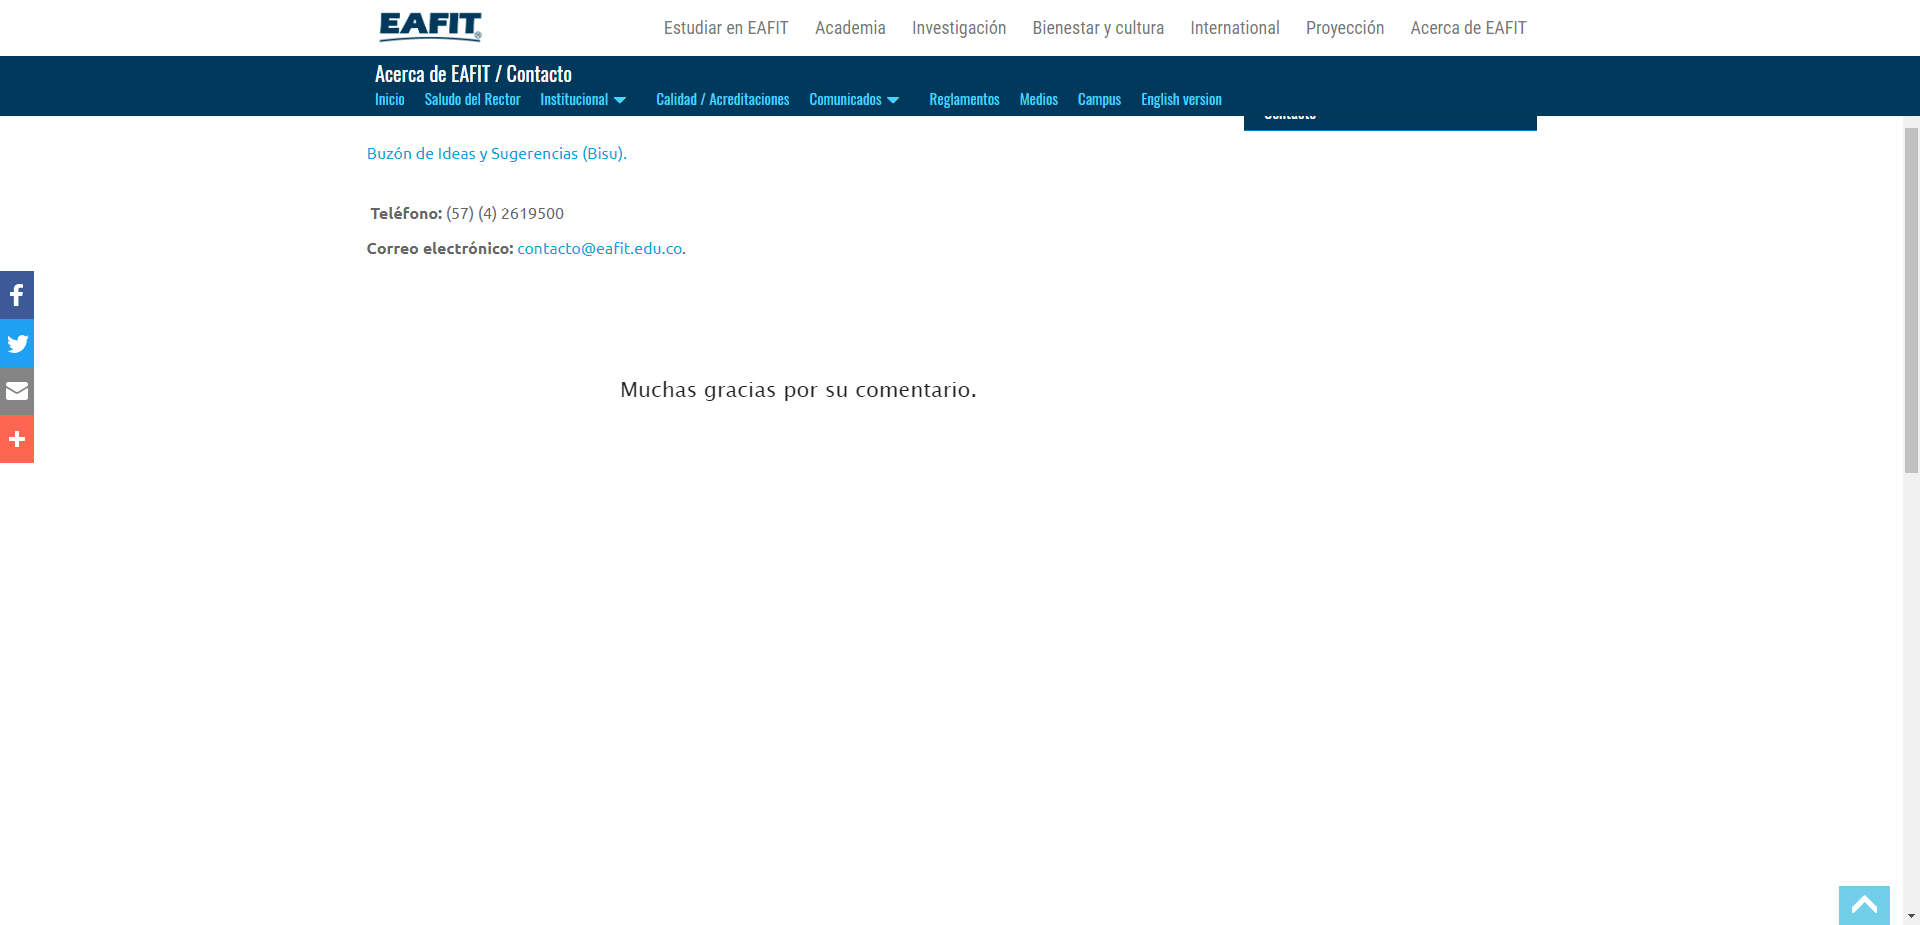 EAFIT®
Estudiar en EAFIT Academia Investigación Bienestar y cultura International Proyección Acerca de EAFIT
Acerca de EAFIT / Contacto
Inicio Saludo del Rector Institucional Calidad / Acreditaciones Comunicados Reglamentos Medios Campus English version
Contacto
Buzón de Ideas y Sugerencias (Bisu).
Teléfono: (57) (4) 2619500
Correo electrónico: contacto@eafit.edu.co.
Muchas gracias por su comentario.